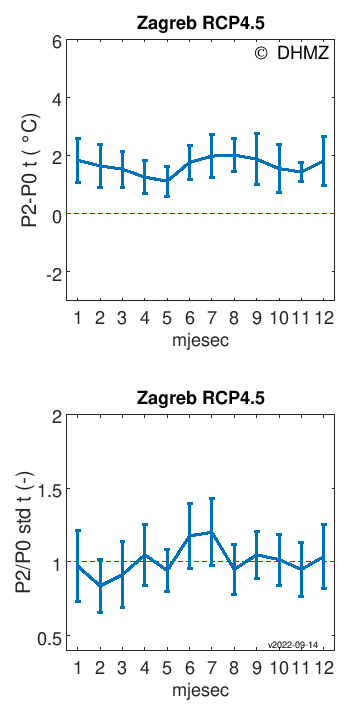 Zagreb RCP4.5
© DHMZ
P2-P0 t ( °C)
6
4
2
0
-2
1 2 3 4 5 6 7 8 9 10 11 12
mjesec
Zagreb RCP4.5
P2/P0 std t (-)
2
1.5
1
0.5
v2022-09-14
1 2 3 4 5 6 7 8 9 10 11 12
mjesec